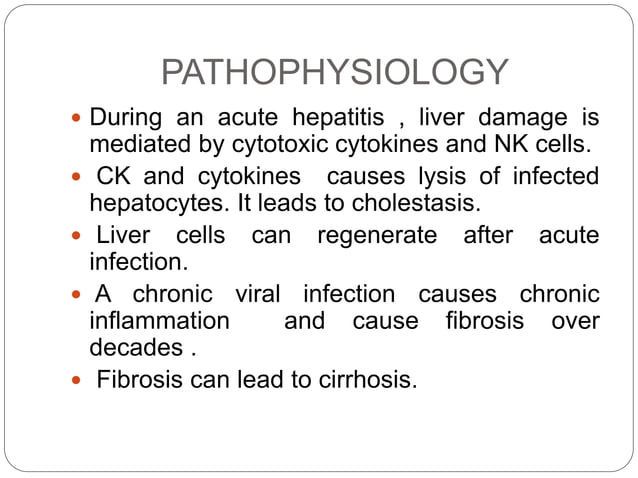 PATHOPHYSIOLOGY
• During an acute hepatitis , liver damage is
mediated by cytotoxic cytokines and NK cells.
• CK and cytokines causes lysis of infected
hepatocytes. It leads to cholestasis.
• Liver cells can regenerate after acute
infection.
• A chronic viral infection causes chronic
inflammation and cause fibrosis over
decades .
• Fibrosis can lead to cirrhosis.